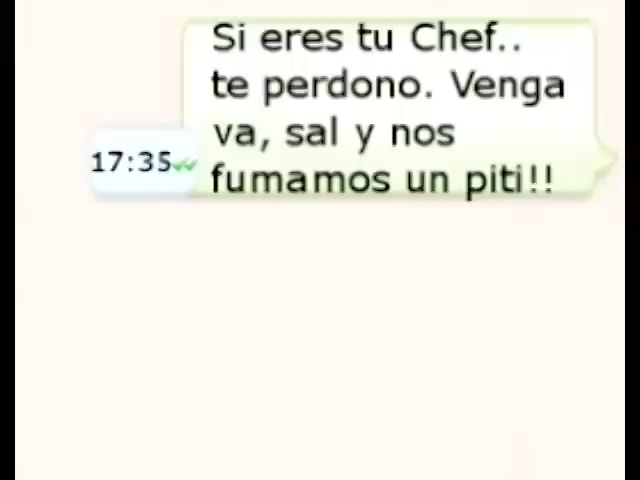 Si eres tu Chef..
te perdono. Venga
va, sal y nos
fumamos un piti!!
17:35